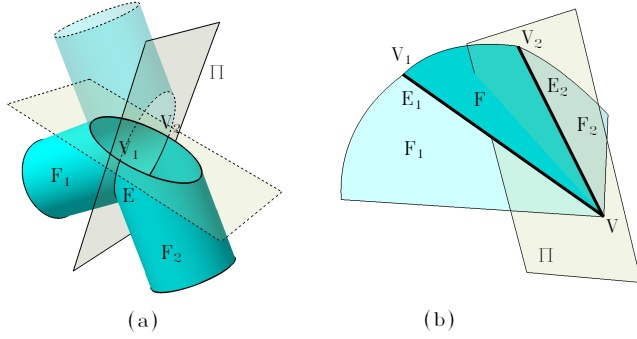 Π
V₁
V₂
F₁
E
F₂
(a)
V₁
V₂
E₁
F
E₂
F₁
F₂
V
Π
(b)